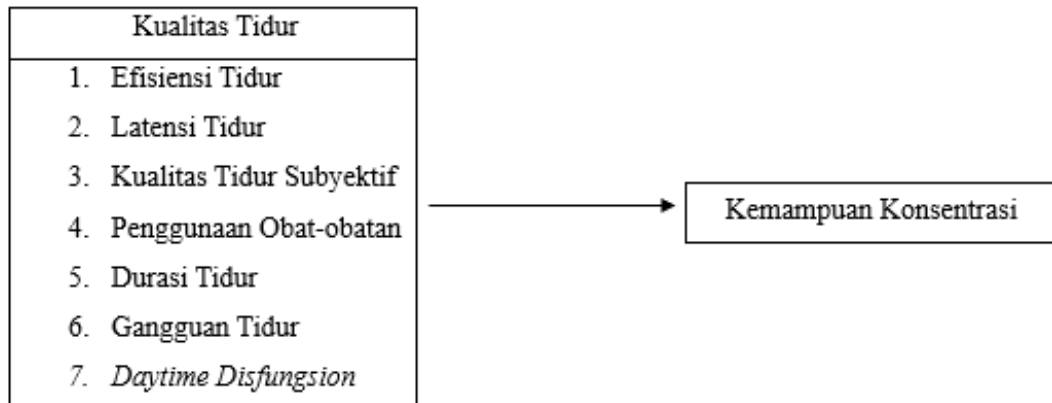 Kualitas Tidur
1. Efisiensi Tidur
2. Latensi Tidur
3. Kualitas Tidur Subyektif
4. Penggunaan Obat-obatan
5. Durasi Tidur
6. Gangguan Tidur
7. Daytime Disfungsion
Kemampuan Konsentrasi